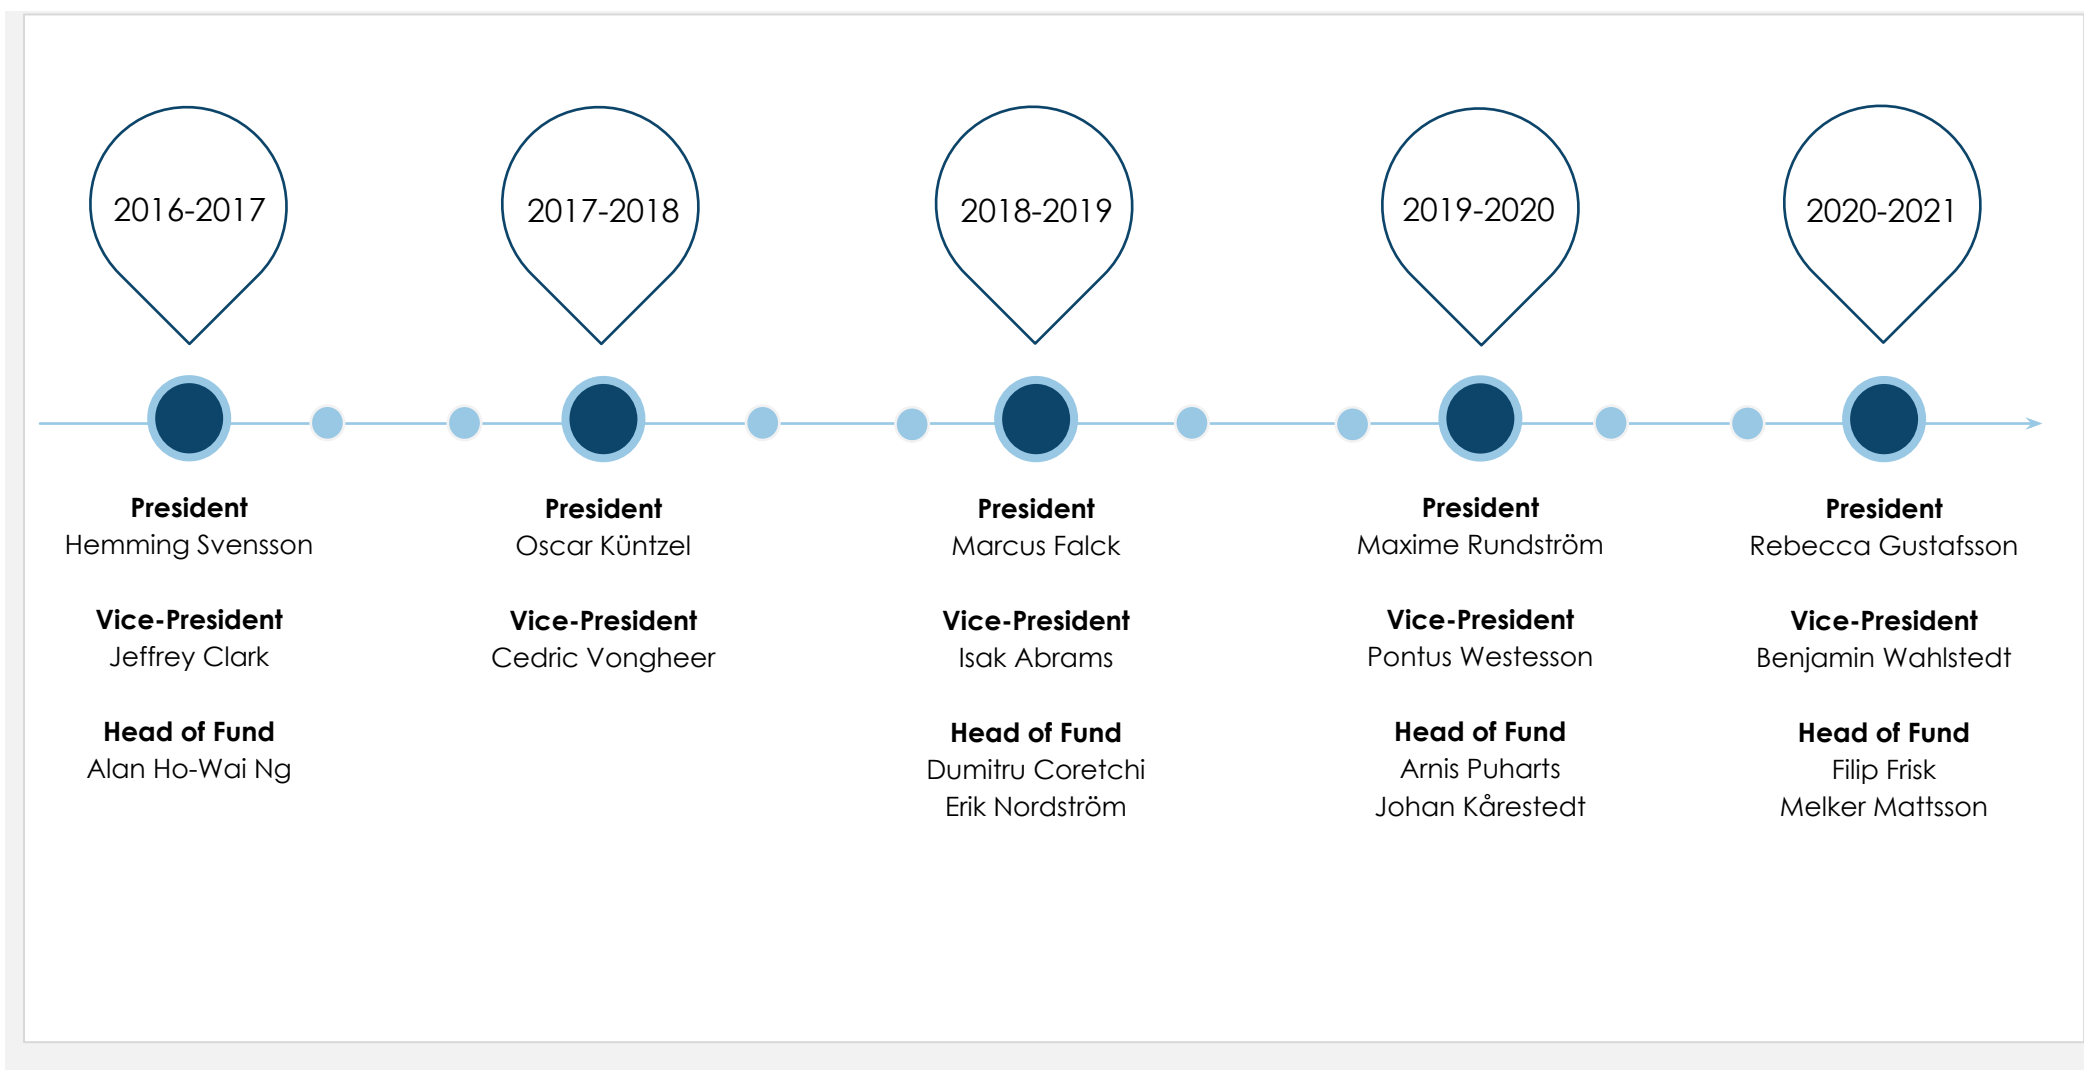 2016-2017
2017-2018
2018-2019
2019-2020
2020-2021
President
Hemming Svensson
Vice-President
Jeffrey Clark
Head of Fund
Alan Ho-Wai Ng
President
Oscar Küntzel
Vice-President
Cedric Vongheer
President
Marcus Falck
Vice-President
Isak Abrams
Head of Fund
Dumitru Coretchi
Erik Nordström
President
Maxime Rundström
Vice-President
Pontus Westesson
Head of Fund
Arnis Puharts
Johan Kårestedt
President
Rebecca Gustafsson
Vice-President
Benjamin Wahlstedt
Head of Fund
Filip Frisk
Melker Mattsson